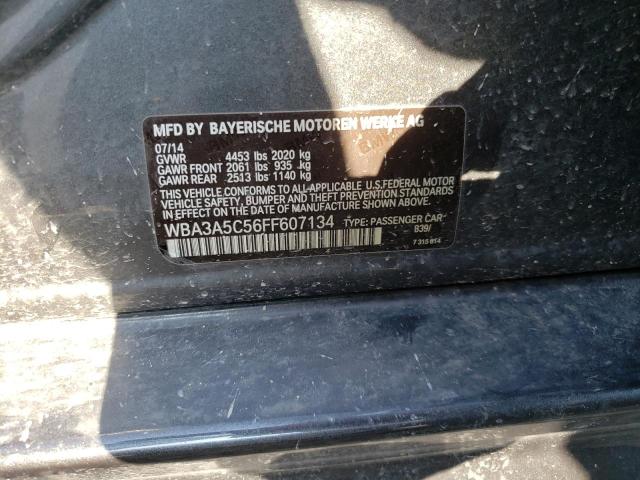 MFD BY BAYERISCHE MOTOREN WERKE AG
07/14
GVWR 4453 lbs 2020 kg
GAWR FRONT 2061 lbs 935 kg
GAWR REAR 2513 lbs 1140 kg
THIS VEHICLE CONFORMS TO ALL APPLICABLE U.S.FEDERAL MOTOR
VEHICLE SAFETY, BUMPER AND THEFT PREVENTION STANDARDS
IN EFFECT ON THE DATE OF MANUFACTURE SHOWN ABOVE.
WBA3A5C56FF607134 TYPE: PASSENGER CAR
B39/
7 315 814